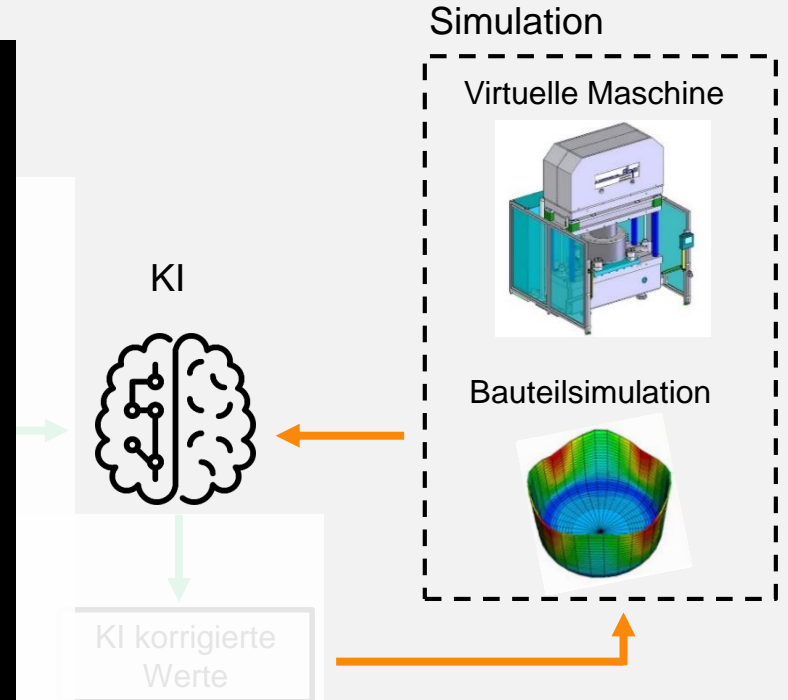 Simulation
Virtuelle Maschine
KI
Bauteilsimulation
KI korrigierte
Werte